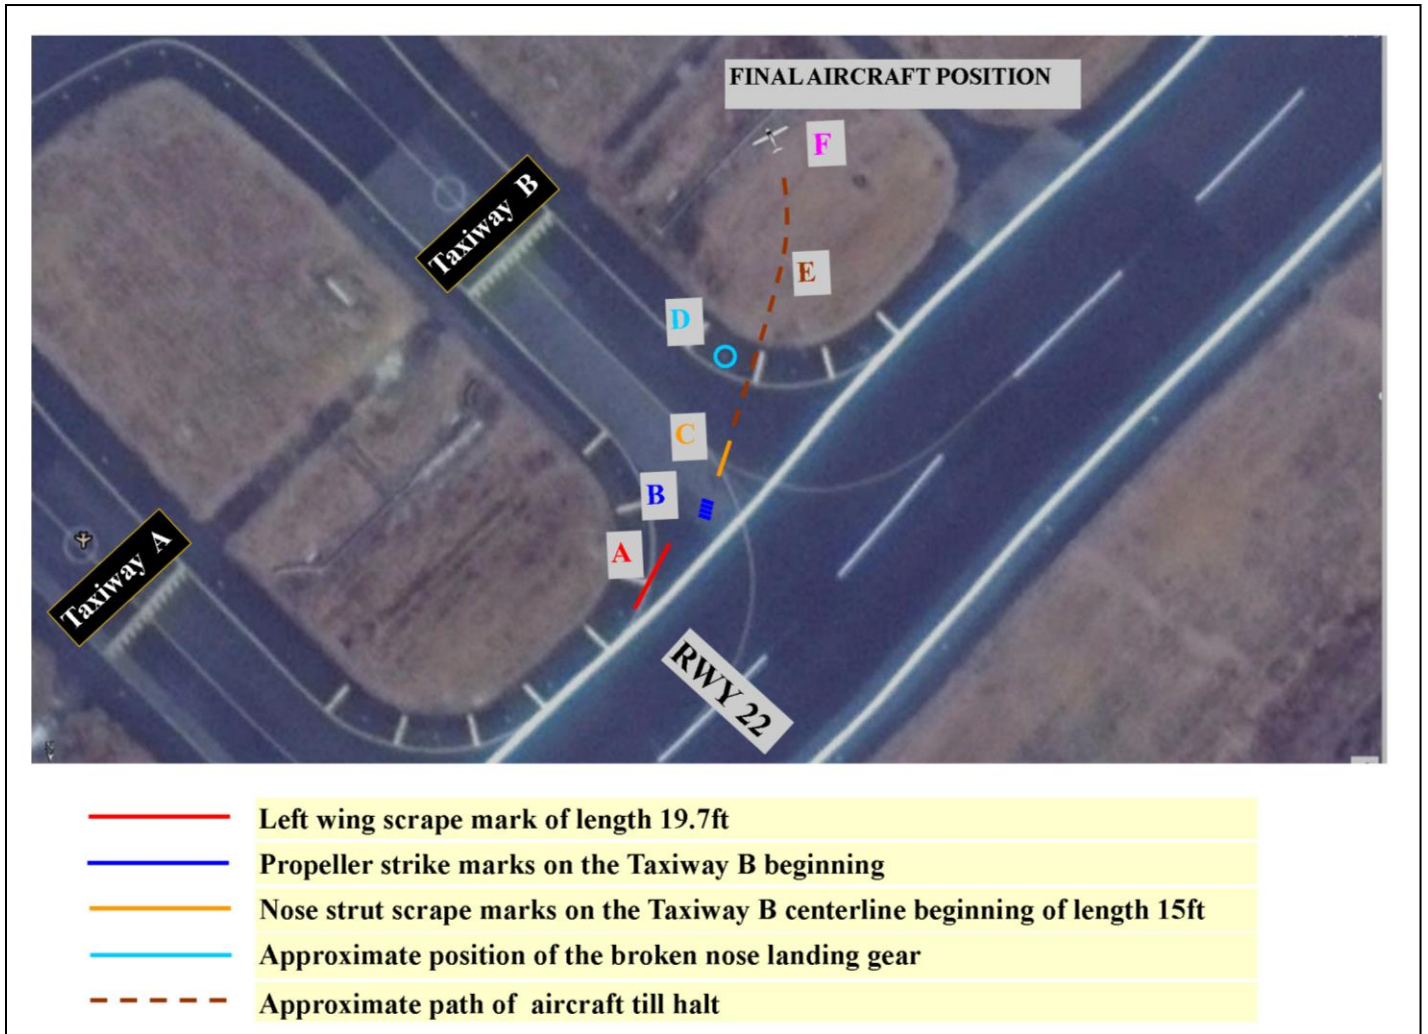 FINAL AIRCRAFT POSITION
F
Taxiway B
E
D
C
B
A
Taxiway A
RWY 22
Left wing scrape mark of length 19.7ft
Propeller strike marks on the Taxiway B beginning
Nose strut scrape marks on the Taxiway B centerline beginning of length 15ft
Approximate position of the broken nose landing gear
Approximate path of aircraft till halt